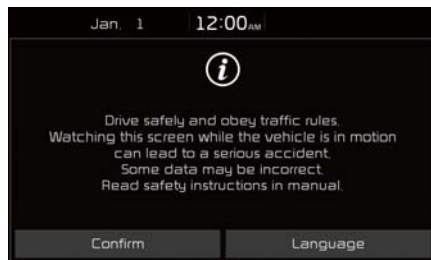 Jan. 1 12:00AM
i
Drive safely and obey traffic rules.
Watching this screen while the vehicle is in motion
can lead to a serious accident.
Some data may be incorrect.
Read safety instructions in manual.
Confirm Language